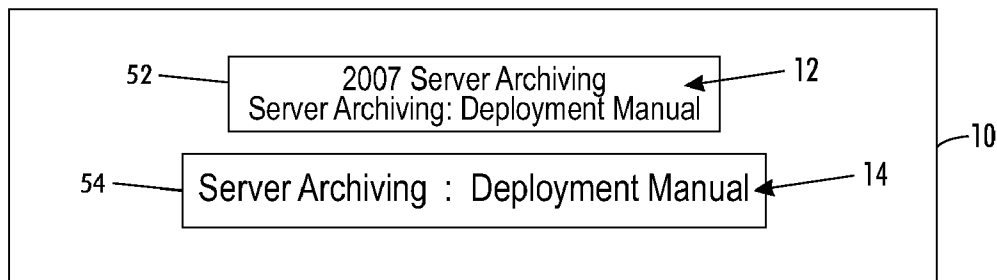 52 2007 Server Archiving 12
Server Archiving: Deployment Manual
10
54 Server Archiving : Deployment Manual 14